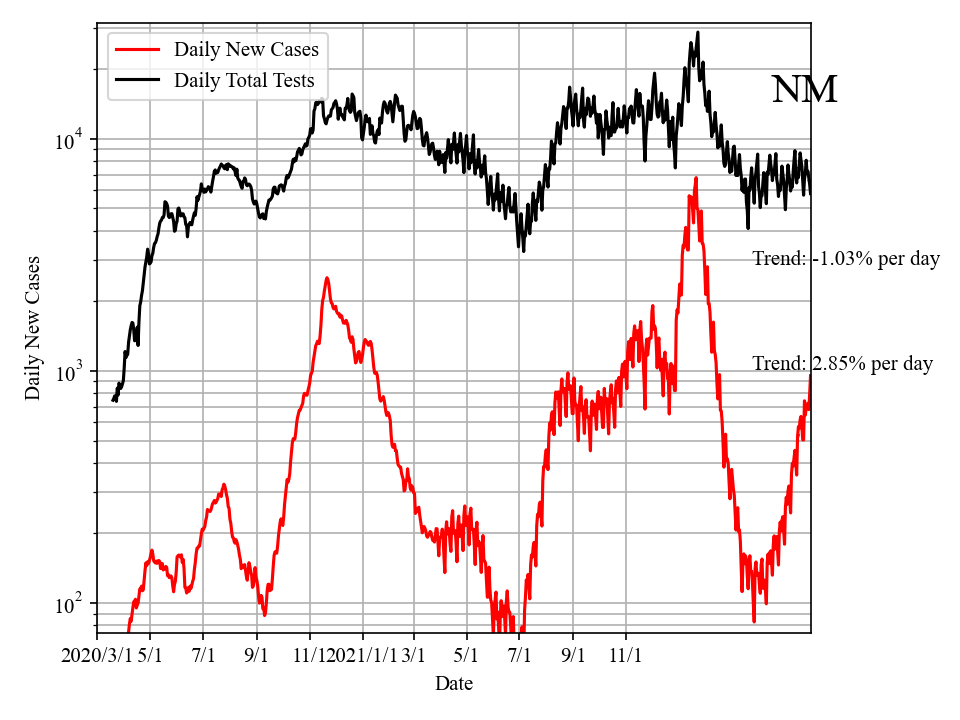 Daily New Cases
Daily Total Tests
NM
10^4
Trend: -1.03% per day
10^3
Trend: 2.85% per day
10^2
Daily New Cases
2020/3/1 5/1 7/1 9/1 11/1 2021/1/1 3/1 5/1 7/1 9/1 11/1
Date